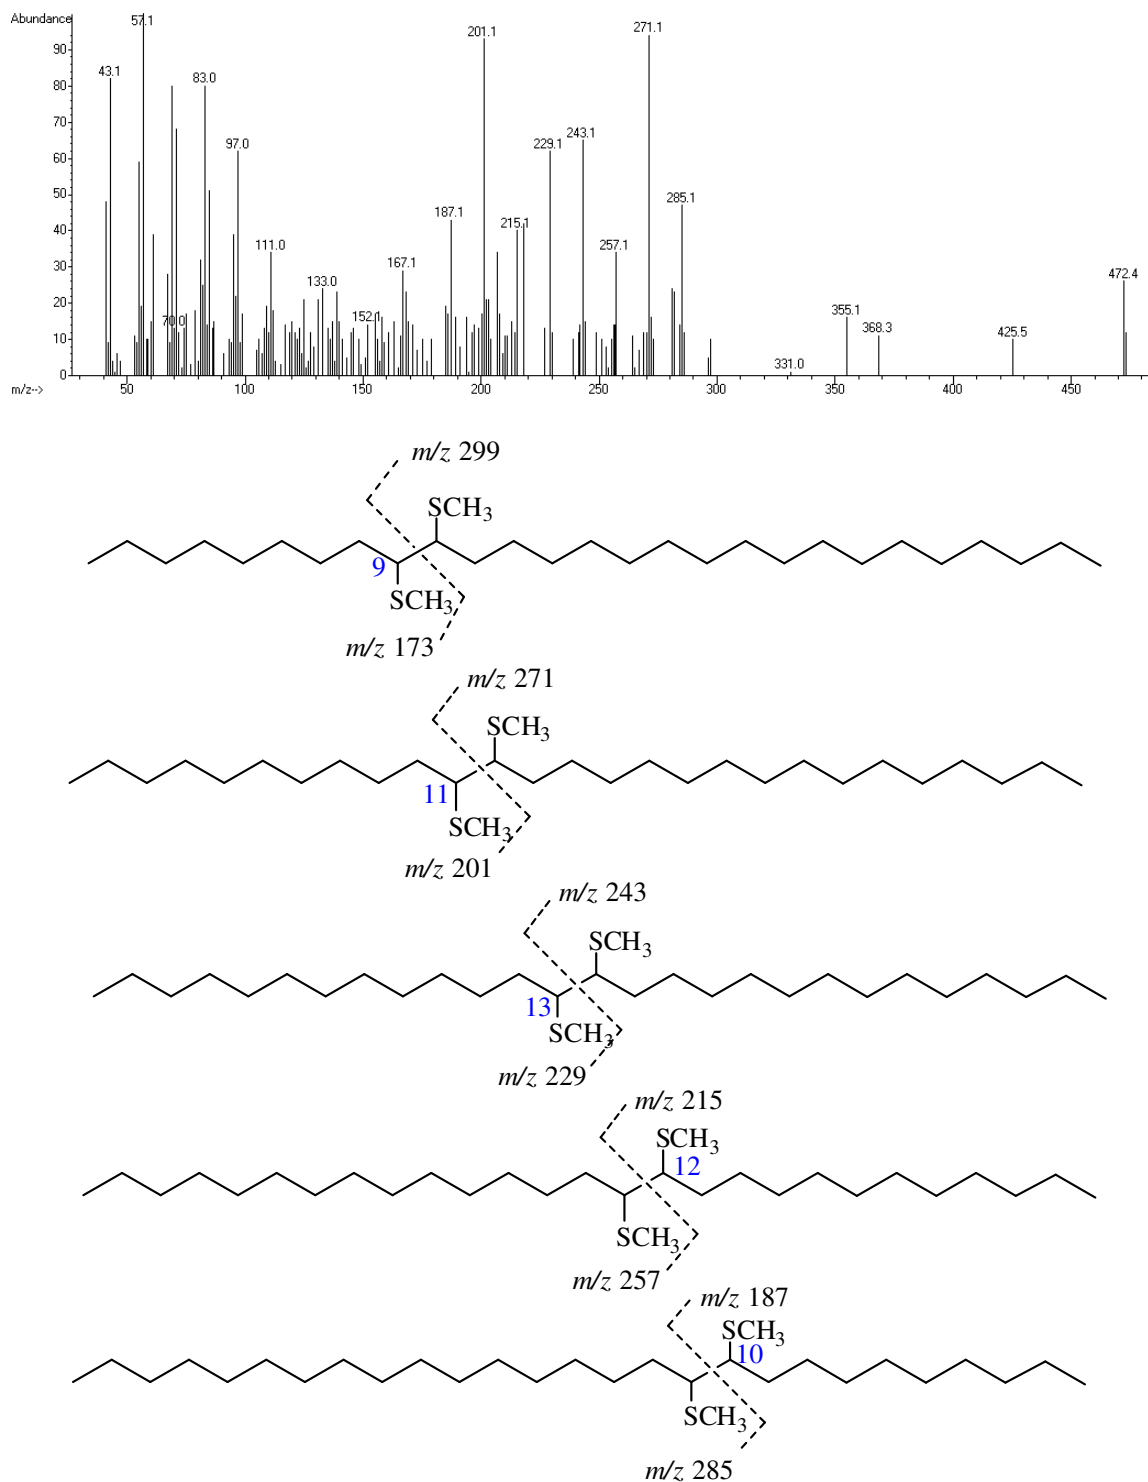 Abundance
57.1
201.1
271.1
90
43.1
83.0
80
70
97.0
229.1
243.1
60
50
187.1
285.1
215.1
40
111.0
257.1
30
167.1
133.0
472.4
20
70.0
152.1
355.1
368.3
425.5
10
331.0
0
m/z-->
50
100
150
200
250
300
350
400
450
m/z 299
SCH3
9
SCH3
m/z 173
m/z 271
SCH3
11
SCH3
m/z 201
m/z 243
SCH3
13
SCH3
m/z 229
m/z 215
SCH3
12
SCH3
m/z 257
m/z 187
SCH3
10
SCH3
m/z 285